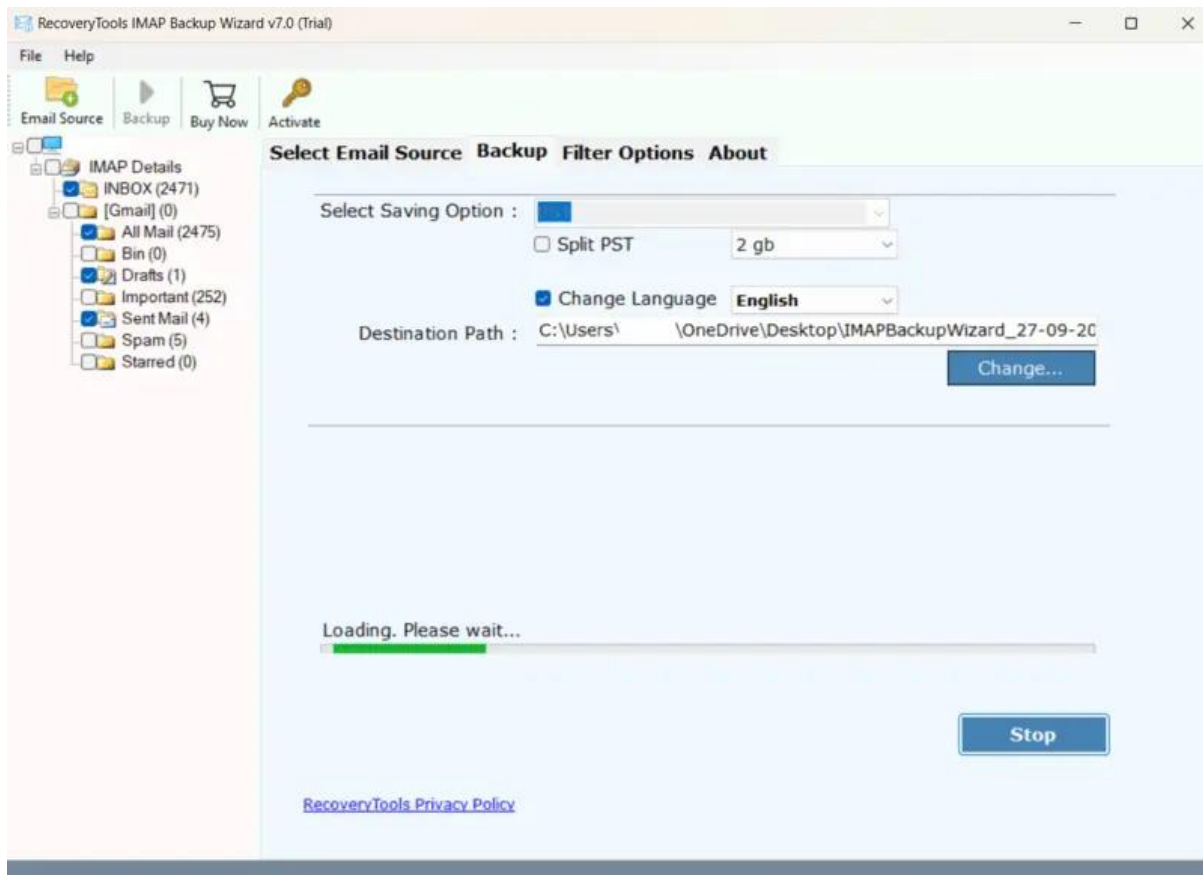 RecoveryTools IMAP Backup Wizard v7.0 (Trial)
File Help
Email Source Backup Buy Now Activate
IMAP Details
INBOX (2471)
[Gmail] (0)
All Mail (2475)
Bin (0)
Drafts (1)
Important (252)
Sent Mail (4)
Spam (5)
Starred (0)
Select Email Source Backup Filter Options About
Select Saving Option :
Split PST 2 gb
Change Language English
Destination Path : C:\Users\ \OneDrive\Desktop\IMAPBackupWizard_27-09-20
Change...
Loading. Please wait...
Stop
RecoveryTools Privacy Policy